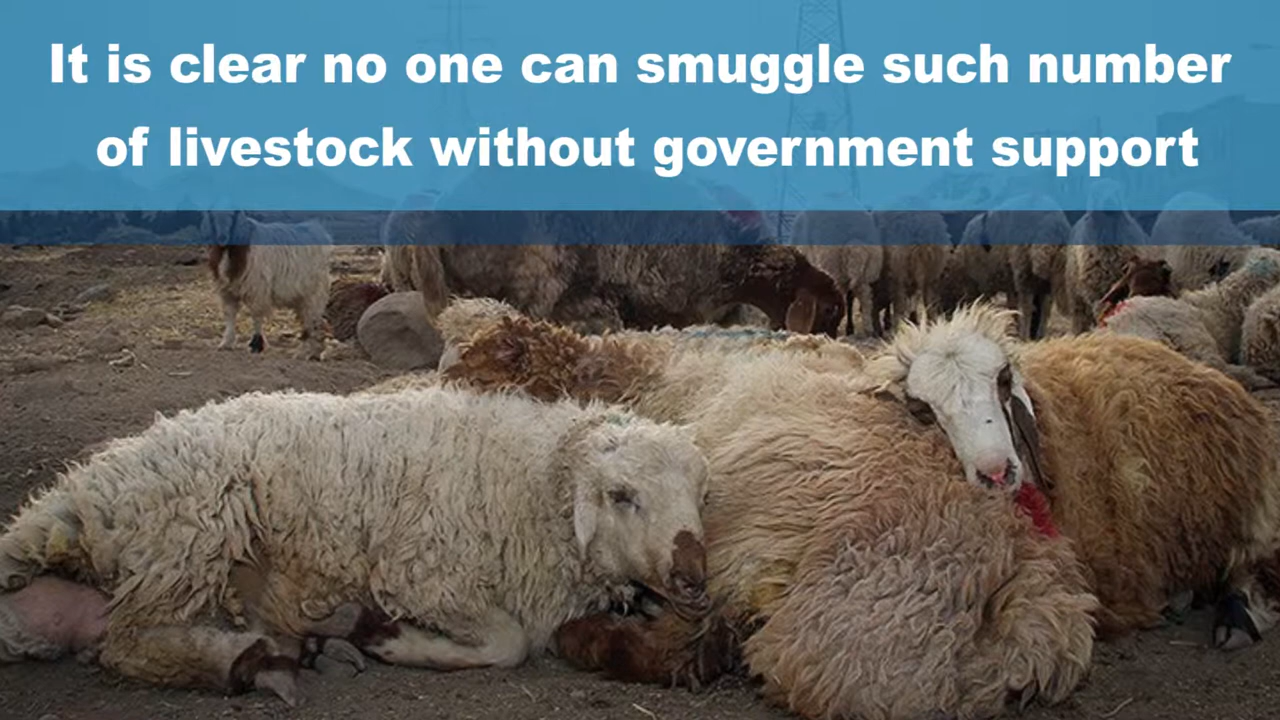 It is clear no one can smuggle such number
of livestock without government support